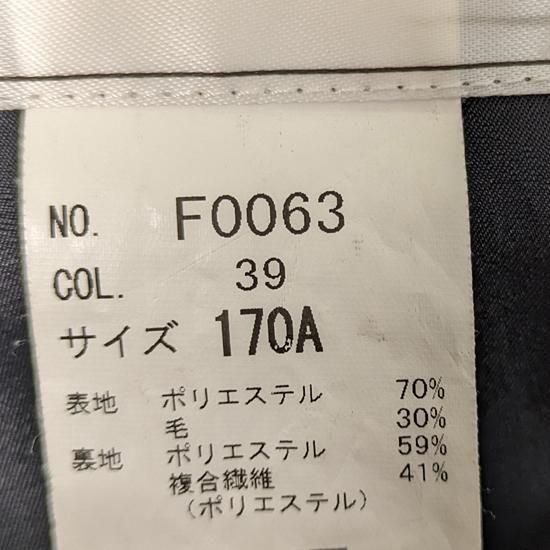 NO. F0063
COL. 39
サイズ 170A
表地 ポリエステル 70%
毛 30%
裏地 ポリエステル 59%
複合繊維 41%
(ポリエステル)